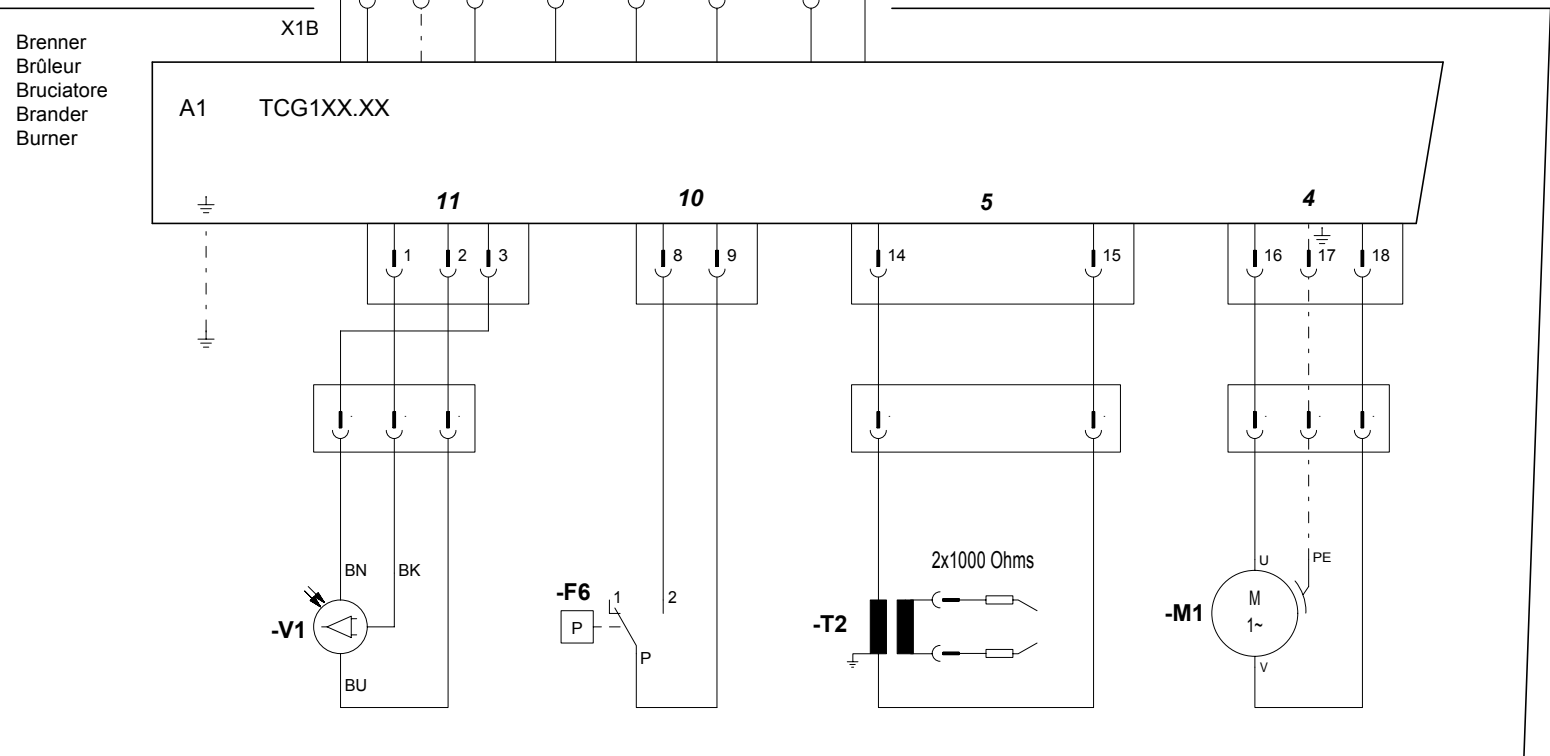 X1B
Brenner
Brûleur
Bruciatore
Brander
Burner
A1 TCG1XX.XX
11 10 5 4
1 2 3 8 9 14 15 16 17 18
2x1000 Ohms
BN BK U PE
-F6 1 2
-V1 P -T2 -M1 M
1~
P
BU V